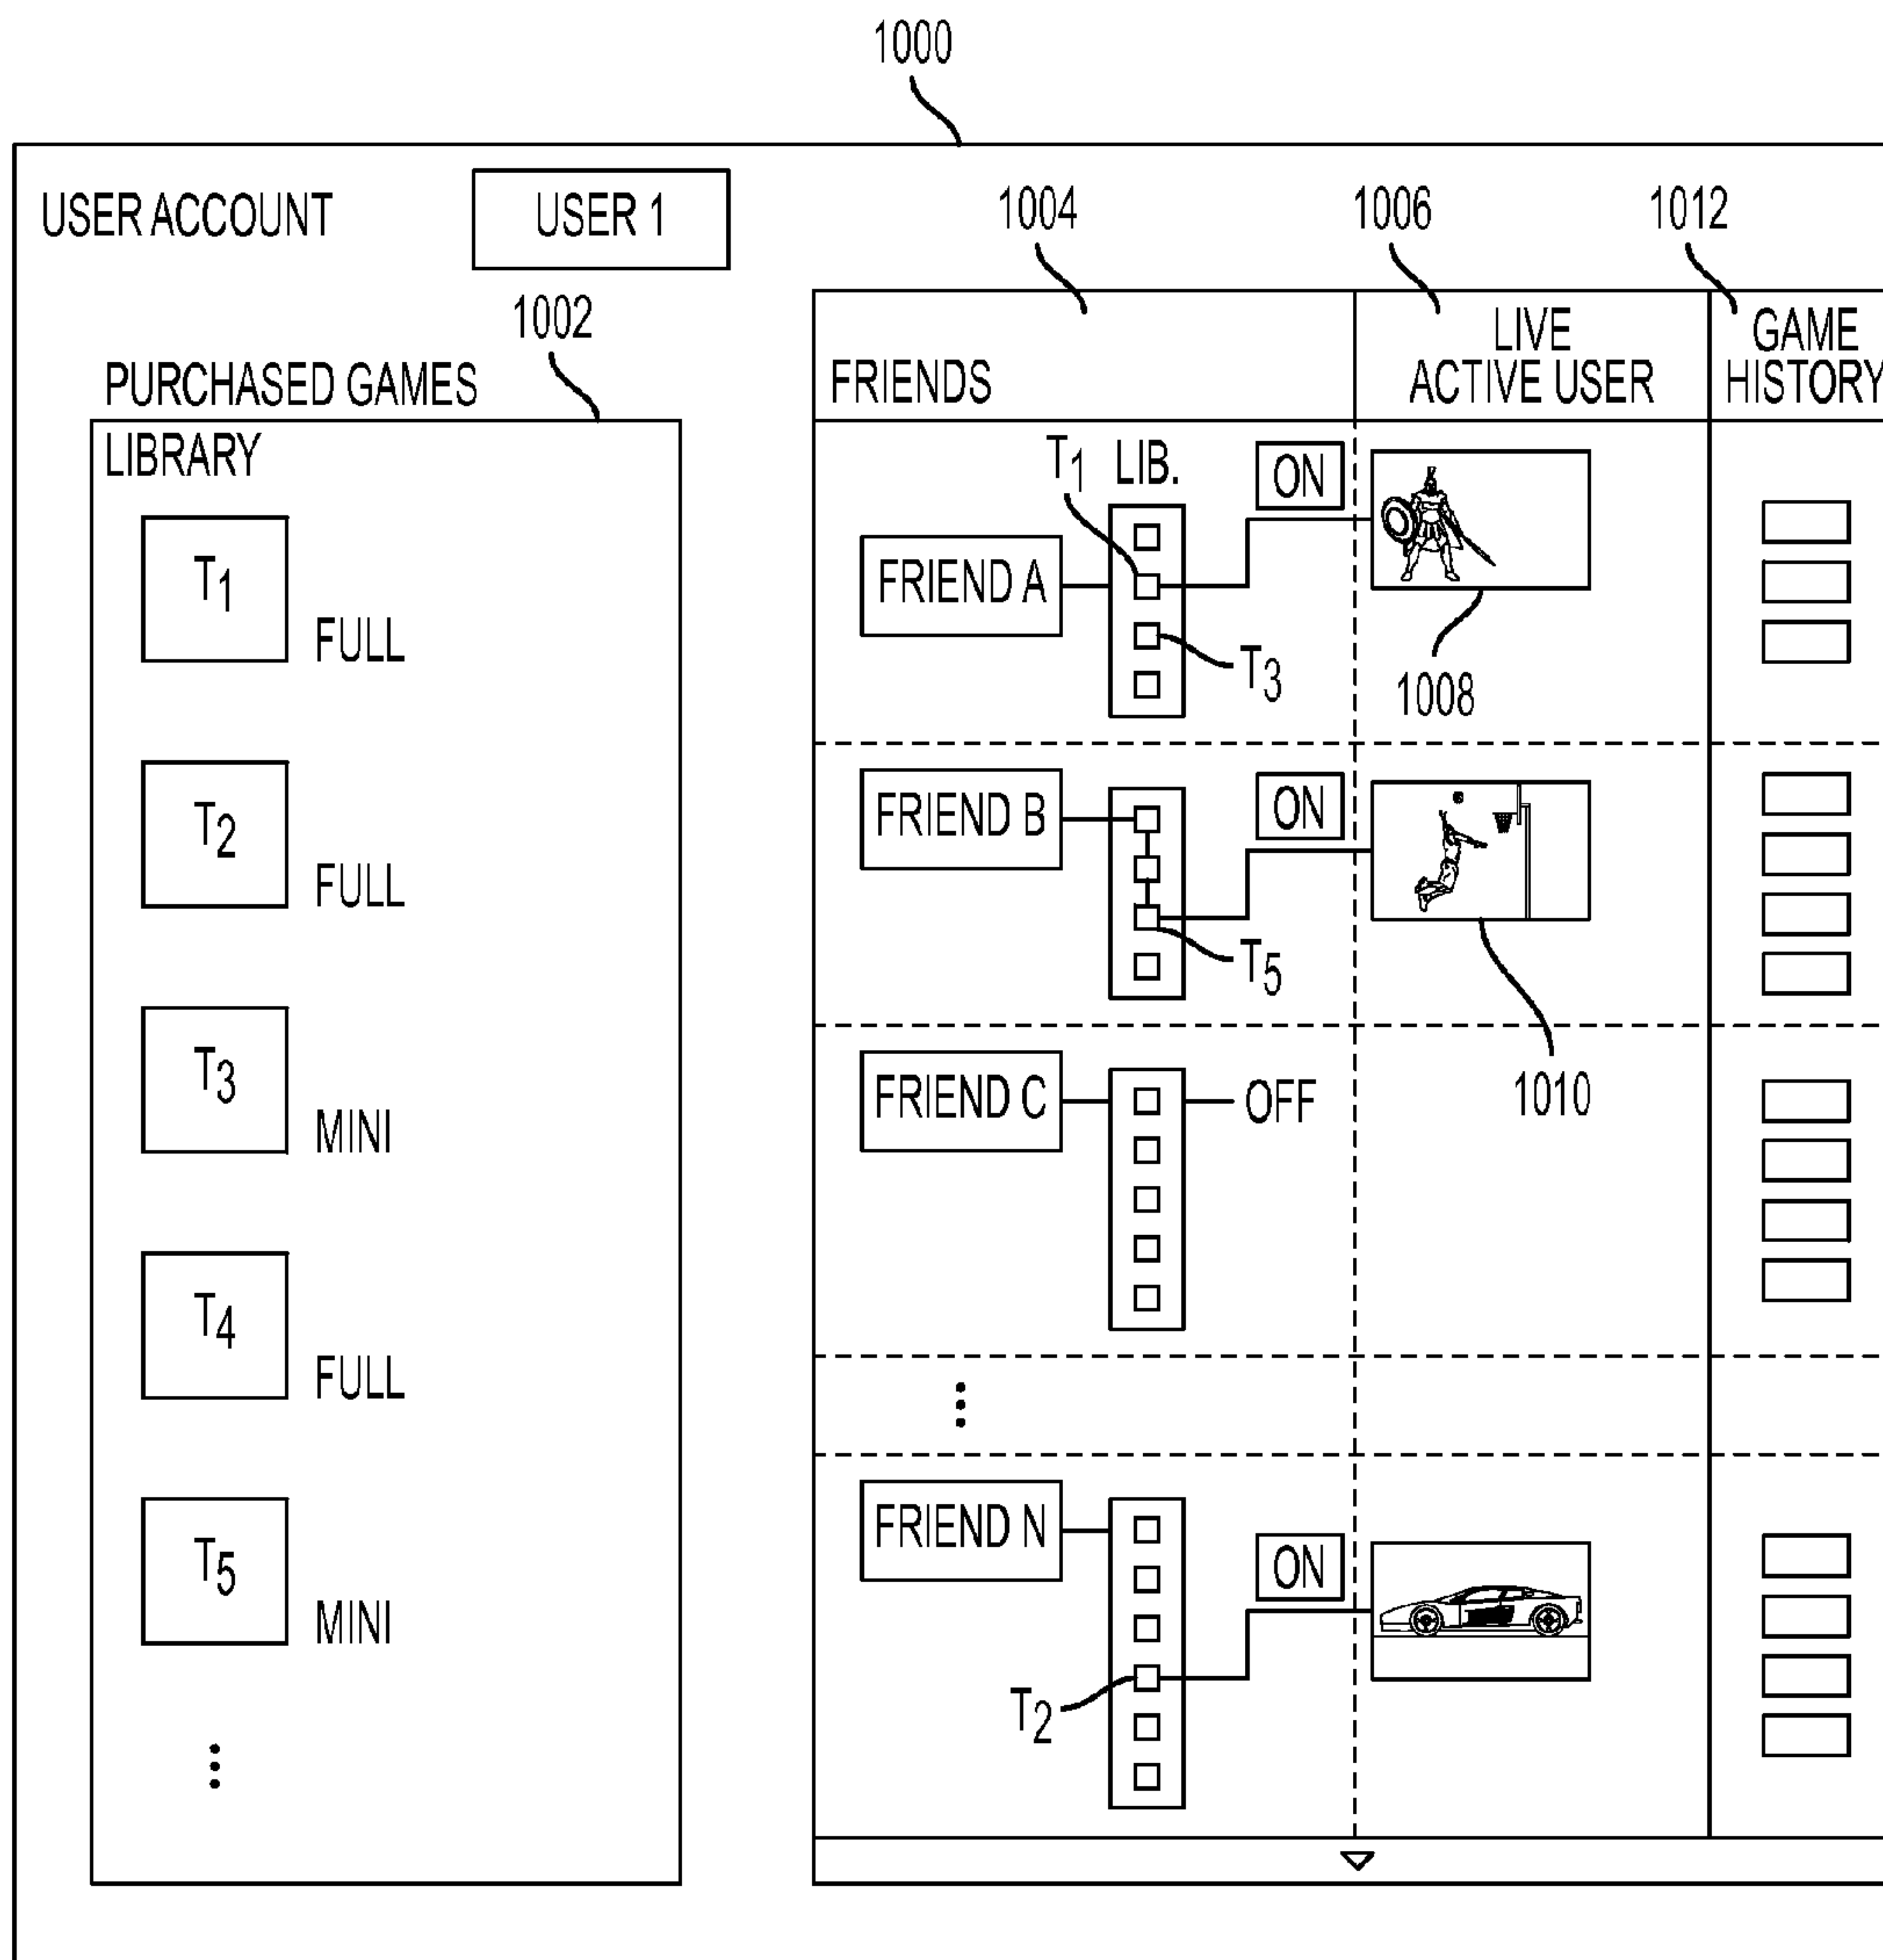 1000
USER ACCOUNT
USER 1
1004
1006
1012
1002
PURCHASED GAMES
LIBRARY
T1
FULL
T2
FULL
T3
MINI
T4
FULL
T5
MINI
⋮
FRIENDS
LIVE
ACTIVE USER
GAME
HISTORY
T1 LIB.
ON
FRIEND A
T3
1008
FRIEND B
ON
T5
1010
FRIEND C
OFF
⋮
FRIEND N
ON
T2